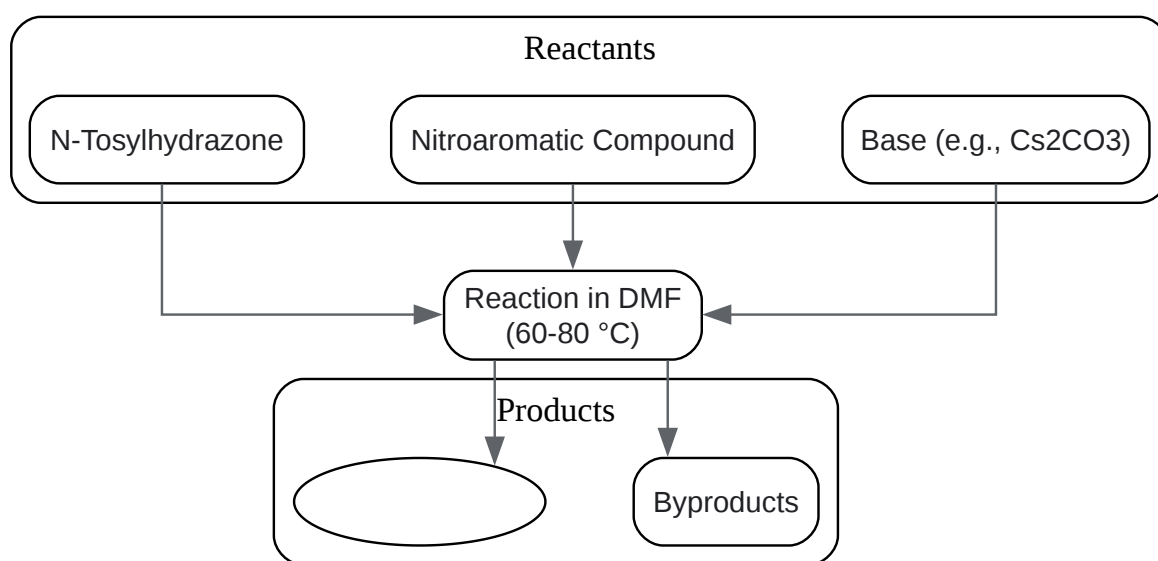 Reactants
N-Tosylhydrazone
Nitroaromatic Compound
Base (e.g., Cs2CO3)
Reaction in DMF
(60-80 °C)
Products
Byproducts